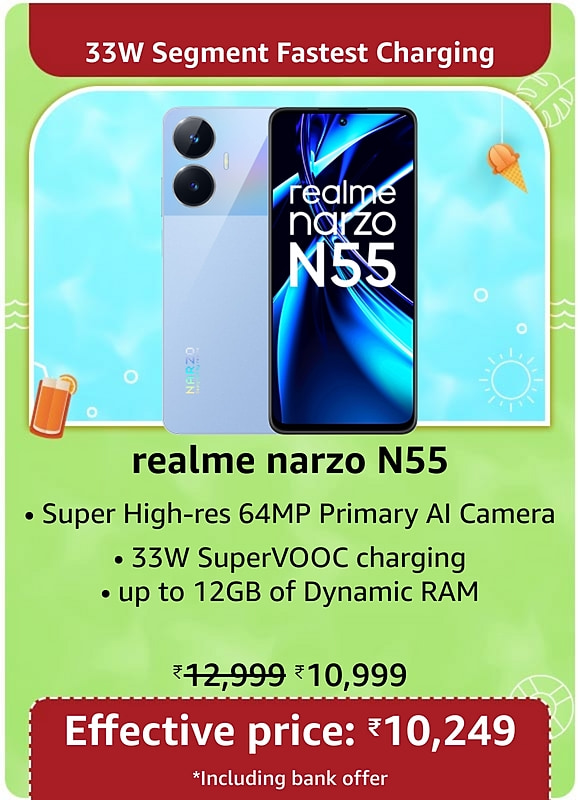 33W Segment Fastest Charging
realme
narzo
N55
NARZO
realme narzo N55
• Super High-res 64MP Primary AI Camera
• 33W SuperVOOC charging
• up to 12GB of Dynamic RAM
₹12,999 ₹10,999
Effective price: ₹10,249
*Including bank offer